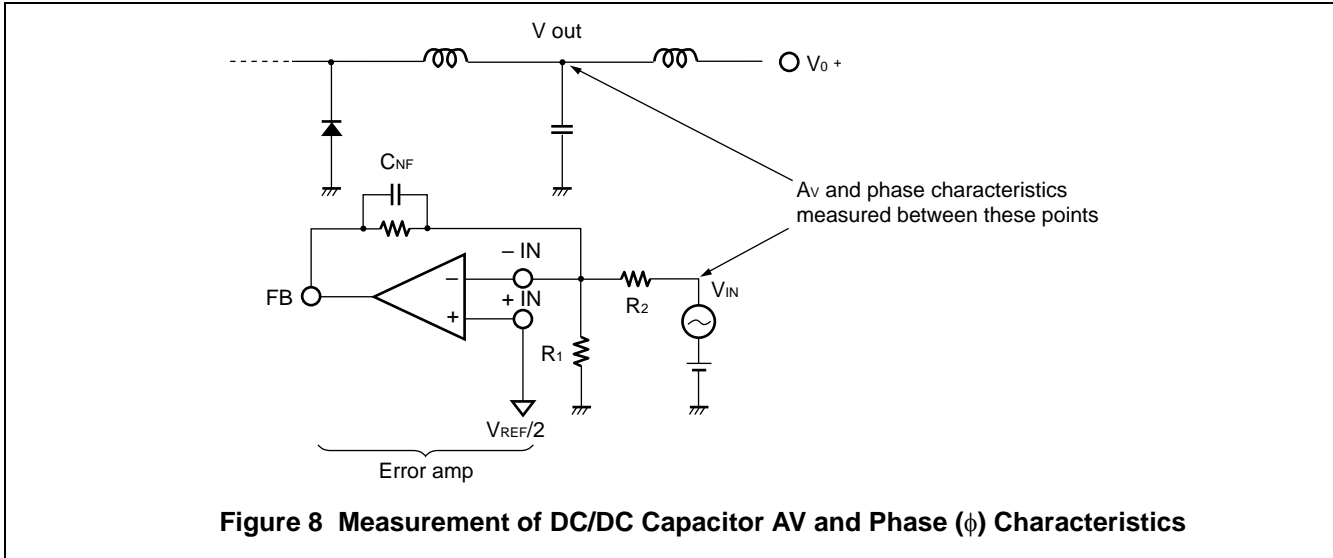 V out
V0 +
CNF
AV and phase characteristics
measured between these points
– IN
−
FB
+ IN
+
VIN
R2
R1
VREF/2
Error amp
Figure 8 Measurement of DC/DC Capacitor AV and Phase (ϕ) Characteristics